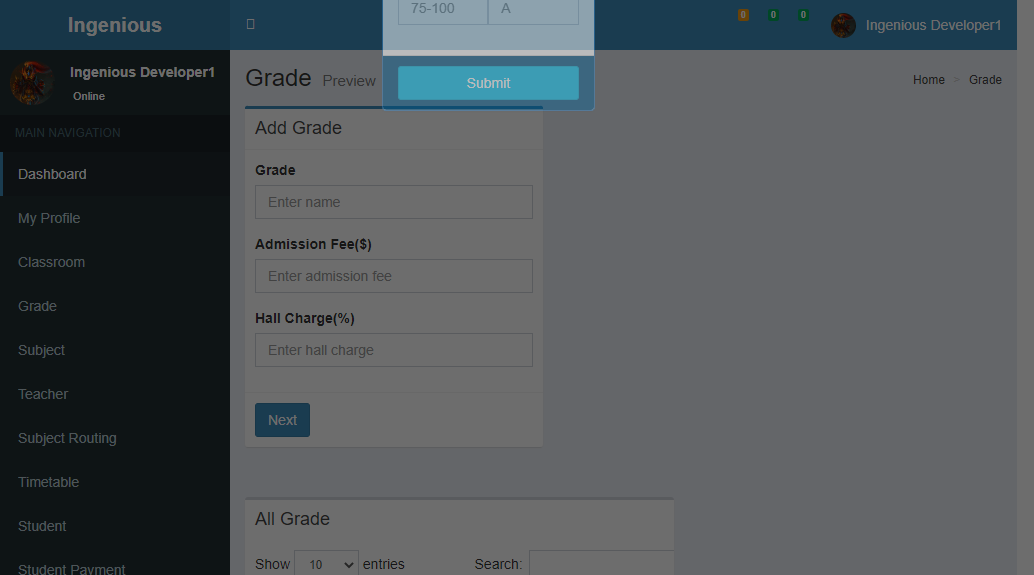 75-100 A
Ingenious
0 0 0 Ingenious Developer1
Ingenious Developer1
Online
Grade Preview
Submit
Home > Grade
MAIN NAVIGATION
Dashboard
My Profile
Classroom
Grade
Subject
Teacher
Subject Routing
Timetable
Student
Student Payment
Add Grade
Grade
Enter name
Admission Fee($)
Enter admission fee
Hall Charge(%)
Enter hall charge
Next
All Grade
Show 10 entries Search: